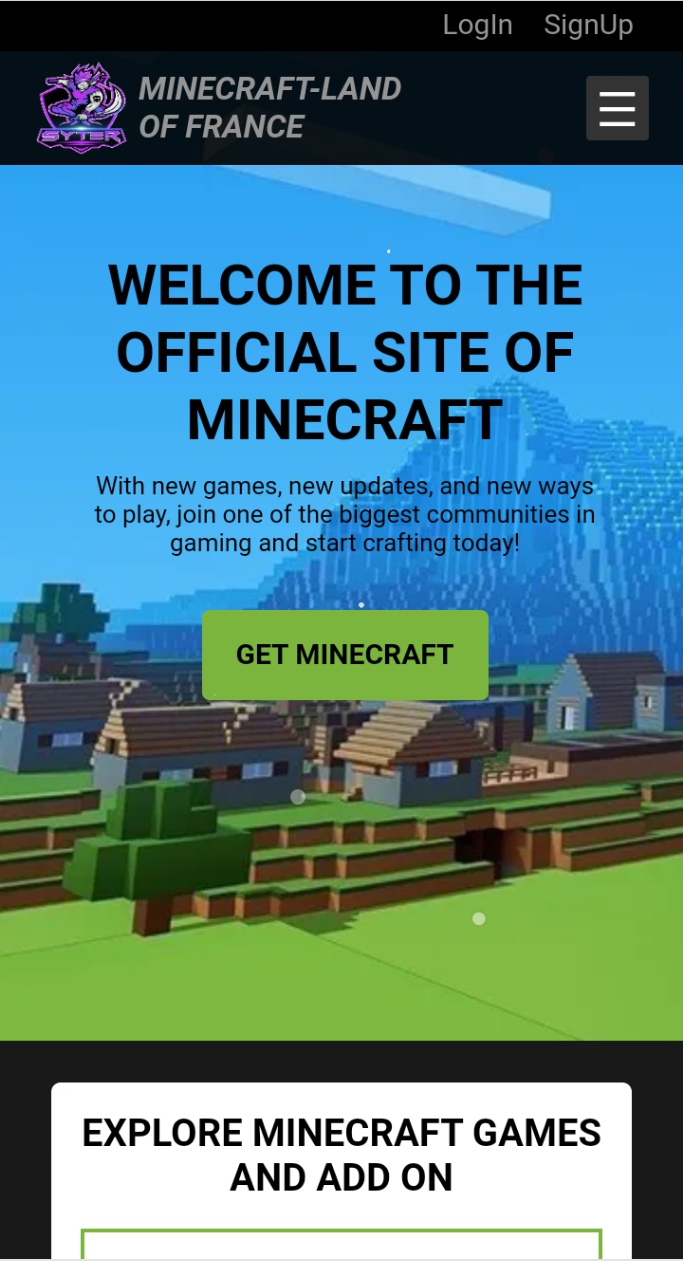 LogIn SignUp
SYTER
MINECRAFT-LAND
OF FRANCE
WELCOME TO THE
OFFICIAL SITE OF
MINECRAFT
With new games, new updates, and new ways
to play, join one of the biggest communities in
gaming and start crafting today!
GET MINECRAFT
EXPLORE MINECRAFT GAMES
AND ADD ON